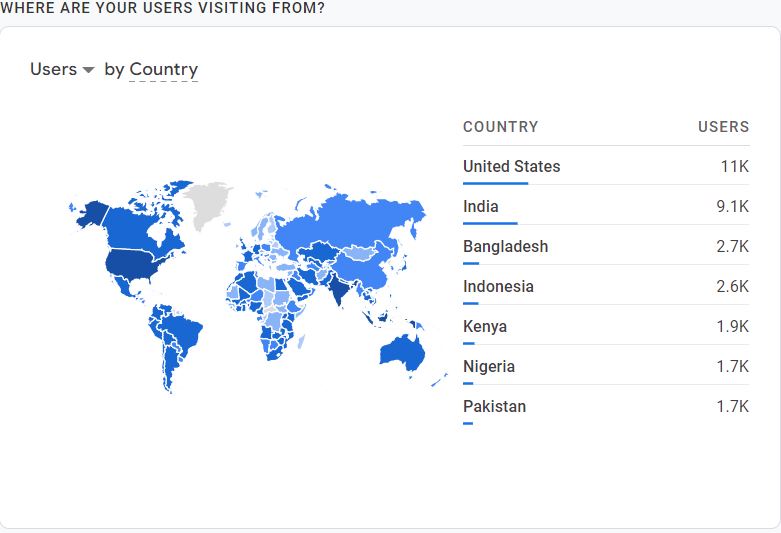 WHERE ARE YOUR USERS VISITING FROM?
Users by Country
COUNTRY USERS
United States 11K
India 9.1K
Bangladesh 2.7K
Indonesia 2.6K
Kenya 1.9K
Nigeria 1.7K
Pakistan 1.7K